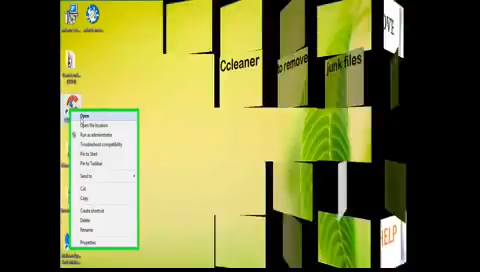 OVE
Ccleaner
to remove
junk files
Open
Open file location
Run as administrator
Troubleshoot compatibility
Pin to Start
Pin to Taskbar
Send to
Cut
Copy
Create shortcut
Delete
Rename
Properties
HELP